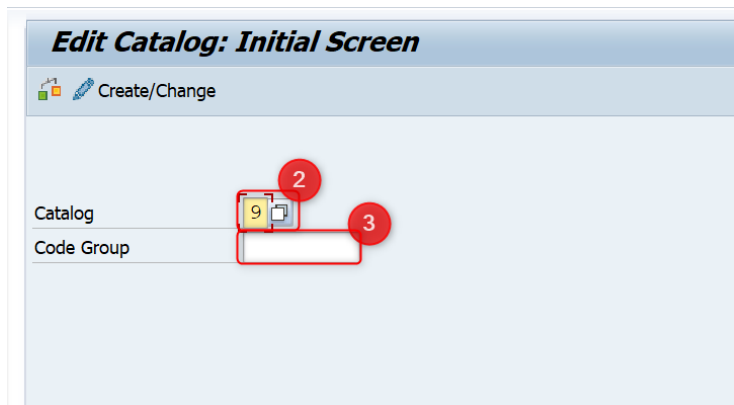 Edit Catalog: Initial Screen
Create/Change
2
Catalog 9
3
Code Group